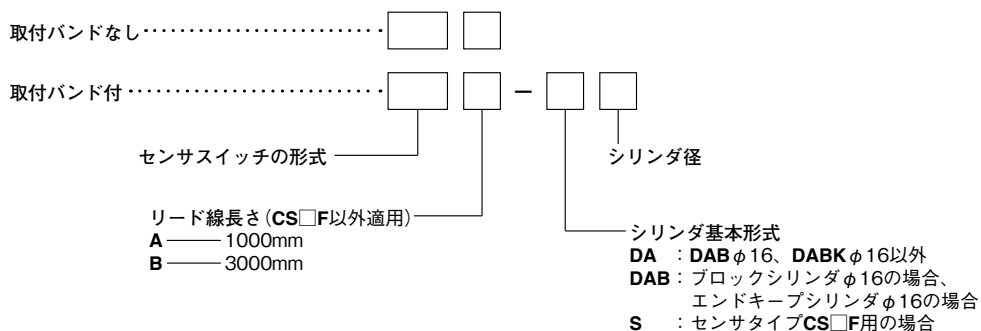 取付バンドなし
取付バンド付 －
センサスイッチの形式 シリンダ径
リード線長さ（CS□F以外適用）
A 1000mm
B 3000mm
シリンダ基本形式
DA ：DABφ16、DABKφ16以外
DAB：ブロックシリンダφ16の場合、
エンドキープシリンダφ16の場合
S ：センサタイプCS□F用の場合